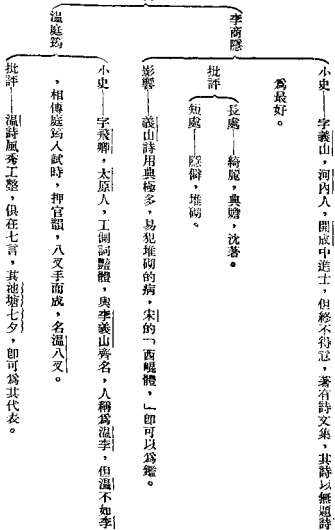 李商隱
小史——字義山，河內人，開成中進士，但終不得志，著有詩文集，其詩以無題詩
爲最好。
批評
長處——綺麗，典贍，沈著。
短處——隱僻，堆砌。
影響——義山詩用典極多，易犯堆砌的病，宋的「西崐體，」卽可以爲鑑。
溫庭筠
小史——字飛卿，太原人，工側詞豔體，與李義山齊名，人稱爲溫李，但溫不如李
，相傳庭筠入試時，押官韻，八叉手而成，名溫八叉。
批評——溫詩風秀工整，俱在七言，其池塘七夕，卽可爲其代表。